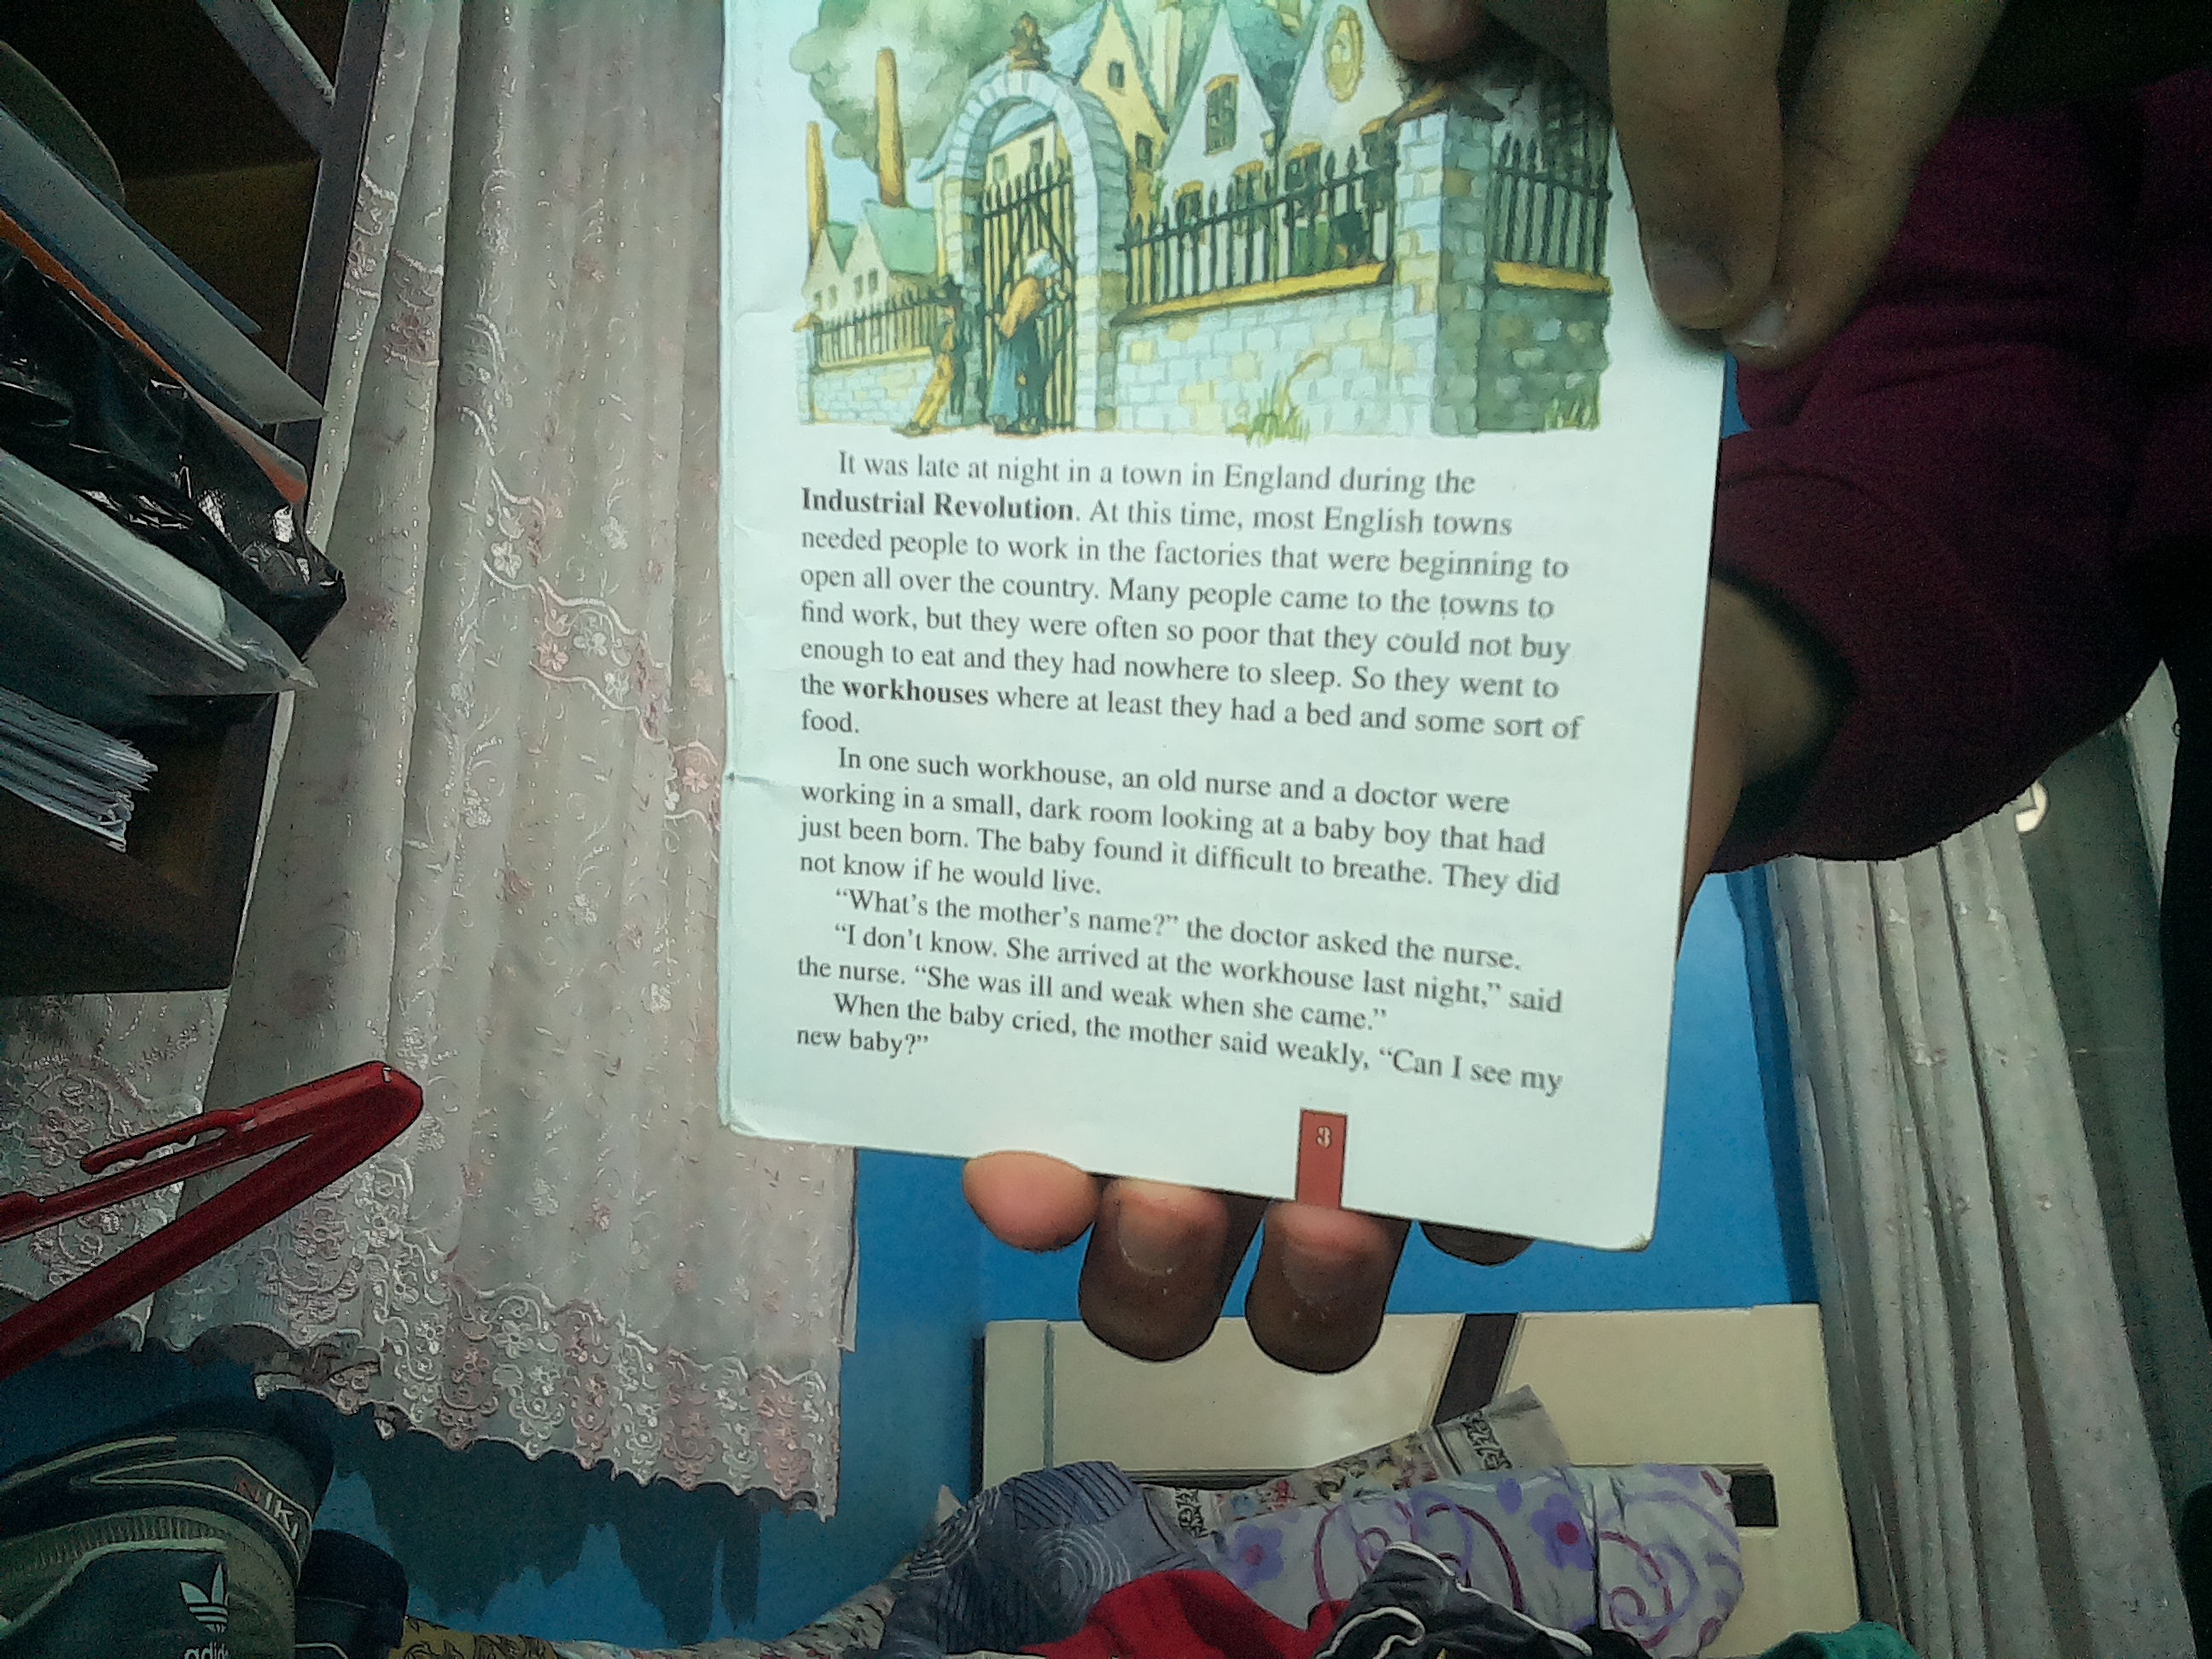 It was late at night in a town in England during the
Industrial Revolution. At this time, most English towns
needed people to work in the factories that were beginning to
open all over the country. Many people came to the towns to
find work, but they were often so poor that they could not buy
enough to eat and they had nowhere to sleep. So they went to
the workhouses where at least they had a bed and some sort of
food.
In one such workhouse, an old nurse and a doctor were
working in a small, dark room looking at a baby boy that had
just been born. The baby found it difficult to breathe. They did
not know if he would live.
“What’s the mother’s name?” the doctor asked the nurse.
“I don’t know. She arrived at the workhouse last night,” said
the nurse. “She was ill and weak when she came.”
When the baby cried, the mother said weakly, “Can I see my
new baby?”
3